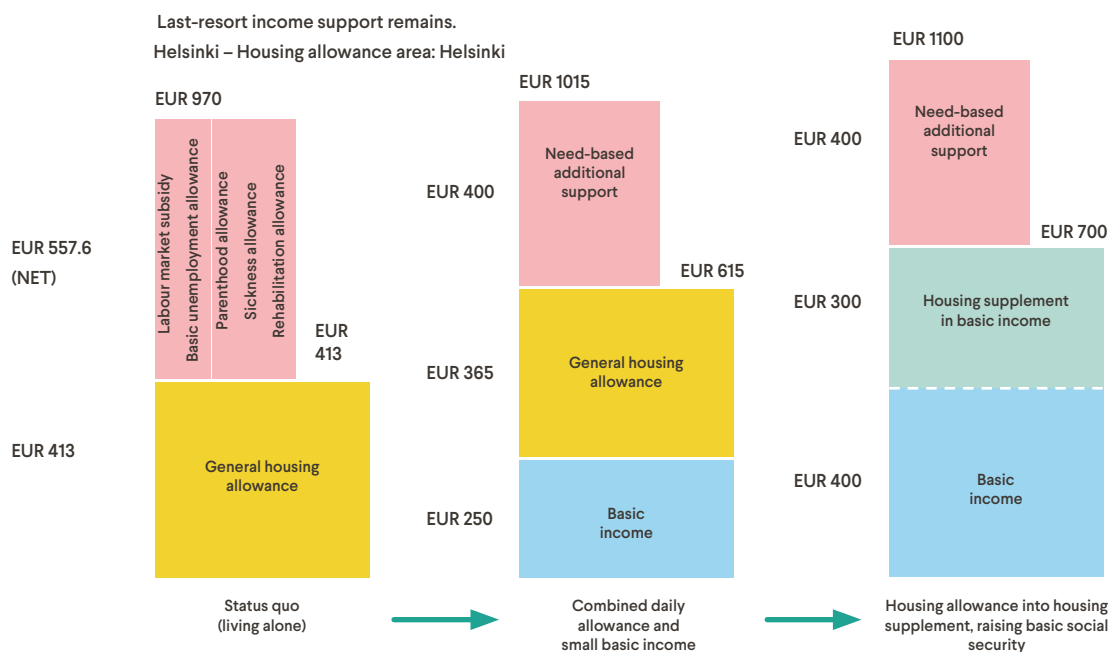 Last-resort income support remains.
Helsinki – Housing allowance area: Helsinki
EUR 970
EUR 557.6
(NET)
Labour market subsidy
Basic unemployment allowance
Parenthood allowance
Sickness allowance
Rehabilitation allowance
EUR
413
EUR 413
General housing
allowance
Status quo
(living alone)
EUR 1015
EUR 400
Need-based
additional
support
EUR 615
EUR 365
General housing
allowance
EUR 250
Basic
income
Combined daily
allowance and
small basic income
EUR 1100
EUR 400
Need-based
additional
support
EUR 700
EUR 300
Housing supplement
in basic income
EUR 400
Basic
income
Housing allowance into housing
supplement, raising basic social
security